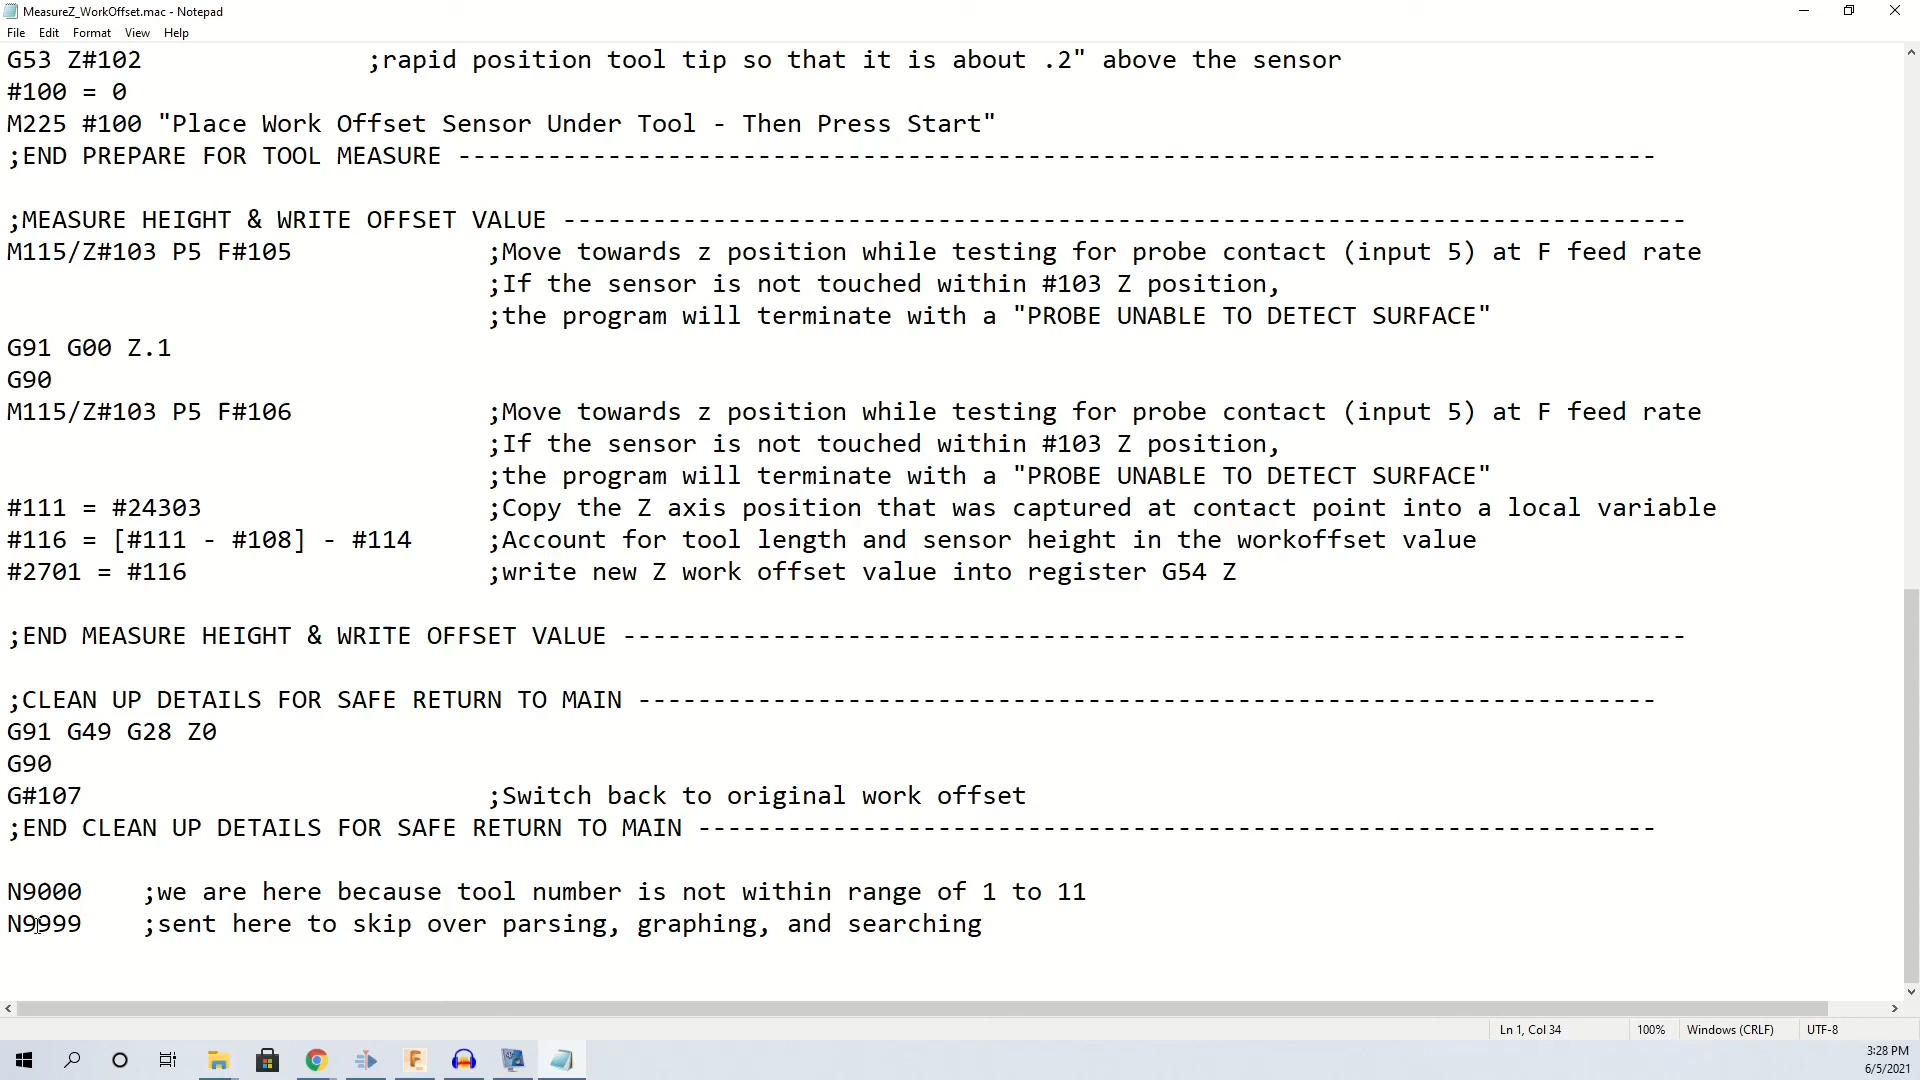 MeasureZ_WorkOffset.mac - Notepad
File Edit Format View Help
G53 Z#102 ;rapid position tool tip so that it is about .2" above the sensor
#100 = 0
M225 #100 "Place Work Offset Sensor Under Tool - Then Press Start"
;END PREPARE FOR TOOL MEASURE --------------------------------------------------------------------------------
;MEASURE HEIGHT & WRITE OFFSET VALUE ---------------------------------------------------------------------------
M115/Z#103 P5 F#105 ;Move towards z position while testing for probe contact (input 5) at F feed rate
;If the sensor is not touched within #103 Z position,
;the program will terminate with a "PROBE UNABLE TO DETECT SURFACE"
G91 G00 Z.1
G90
M115/Z#103 P5 F#106 ;Move towards z position while testing for probe contact (input 5) at F feed rate
;If the sensor is not touched within #103 Z position,
;the program will terminate with a "PROBE UNABLE TO DETECT SURFACE"
#111 = #24303 ;Copy the Z axis position that was captured at contact point into a local variable
#116 = [#111 - #108] - #114 ;Account for tool length and sensor height in the workoffset value
#2701 = #116 ;write new Z work offset value into register G54 Z
;END MEASURE HEIGHT & WRITE OFFSET VALUE -----------------------------------------------------------------------
;CLEAN UP DETAILS FOR SAFE RETURN TO MAIN --------------------------------------------------------------------
G91 G49 G28 Z0
G90
G#107 ;Switch back to original work offset
;END CLEAN UP DETAILS FOR SAFE RETURN TO MAIN ----------------------------------------------------------------
N9000 ;we are here because tool number is not within range of 1 to 11
N9999 ;sent here to skip over parsing, graphing, and searching
Ln 1, Col 34 100% Windows (CRLF) UTF-8
3:28 PM
6/5/2021